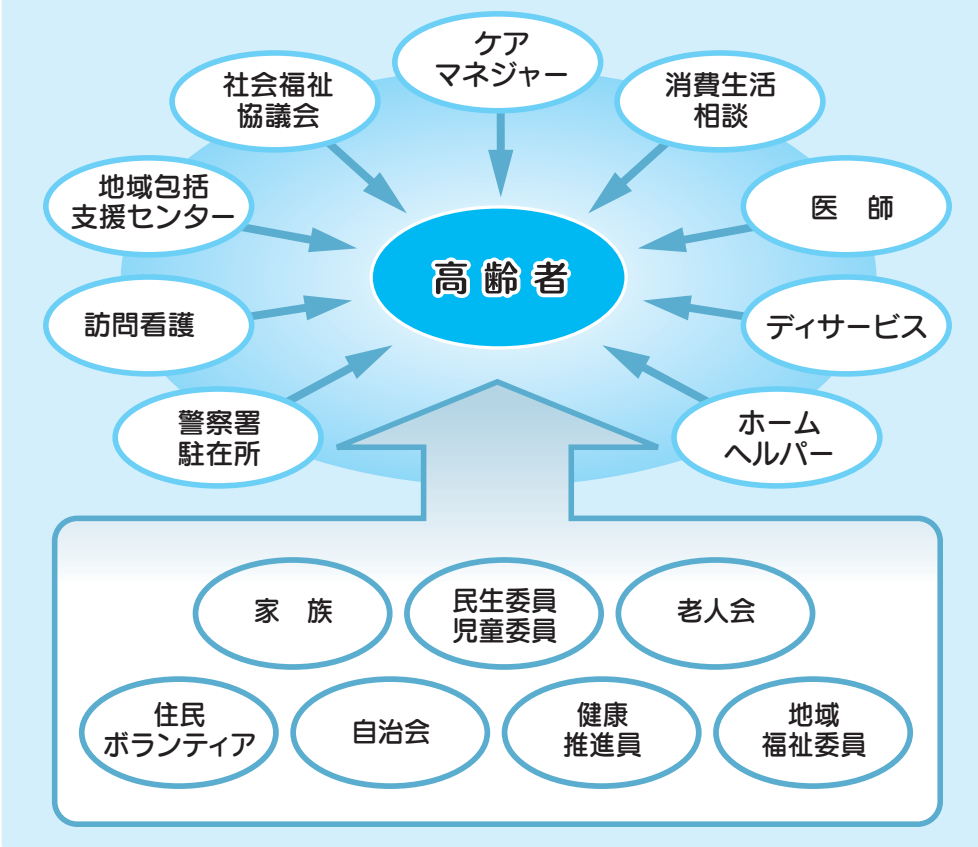 ケア
マネジャー
社会福祉
協議会
消費生活
相談
地域包括
支援センター
医　師
高齢者
訪問看護
ディサービス
警察署
駐在所
ホーム
ヘルパー
家　族
民生委員
児童委員
老人会
住民
ボランティア
自治会
健康
推進員
地域
福祉委員